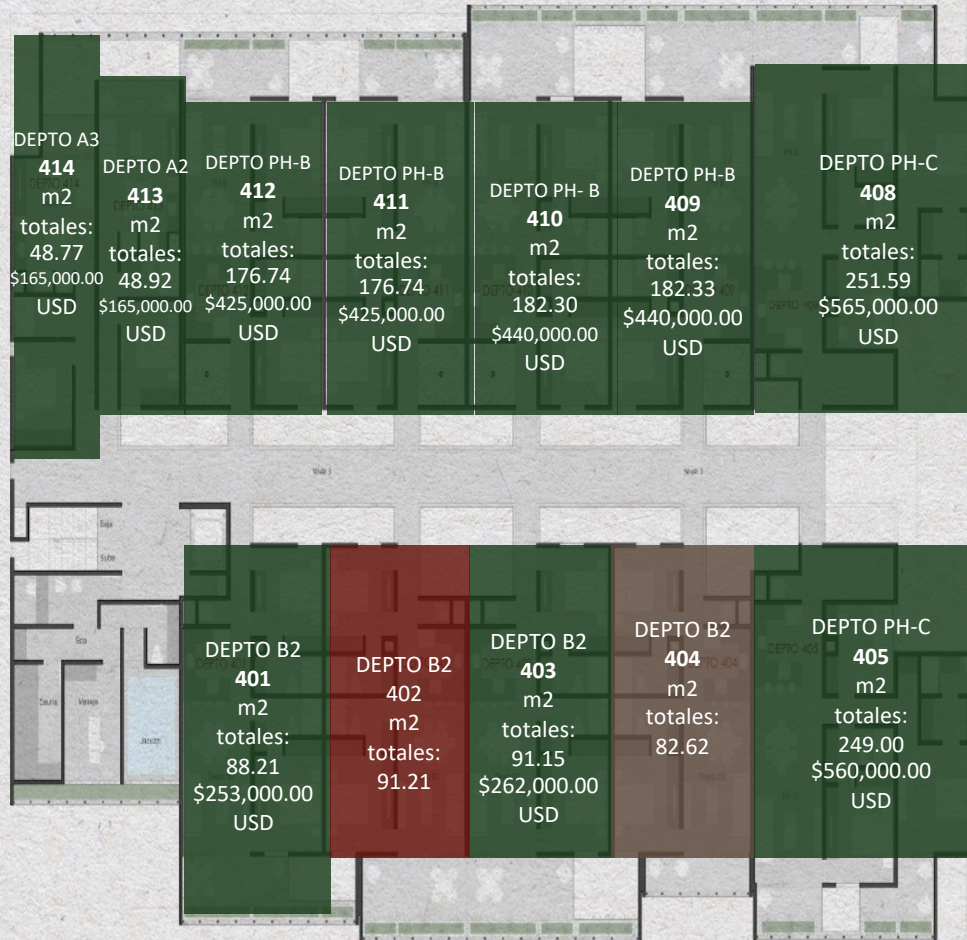 DEPTO A3
414
m2
totales:
48.77
$165,000.00
USD
DEPTO A2
413
m2
totales:
48.92
$165,000.00
USD
DEPTO PH-B
412
m2
totales:
176.74
$425,000.00
USD
DEPTO PH-B
411
m2
totales:
176.74
$425,000.00
USD
DEPTO PH- B
410
m2
totales:
182.30
$440,000.00
USD
DEPTO PH-B
409
m2
totales:
182.33
$440,000.00
USD
DEPTO PH-C
408
m2
totales:
251.59
$565,000.00
USD
Baja
Sube
Spa
Sauna
Masaje
Jacuzzi
DEPTO B2
401
m2
totales:
88.21
$253,000.00
USD
DEPTO B2
402
m2
totales:
91.21
DEPTO B2
403
m2
totales:
91.15
$262,000.00
USD
DEPTO B2
404
m2
totales:
82.62
DEPTO PH-C
405
m2
totales:
249.00
$560,000.00
USD